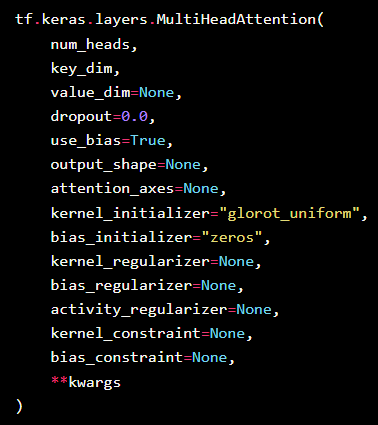 tf.keras.layers.MultiHeadAttention(
    num_heads,
    key_dim,
    value_dim=None,
    dropout=0.0,
    use_bias=True,
    output_shape=None,
    attention_axes=None,
    kernel_initializer="glorot_uniform",
    bias_initializer="zeros",
    kernel_regularizer=None,
    bias_regularizer=None,
    activity_regularizer=None,
    kernel_constraint=None,
    bias_constraint=None,
    **kwargs
)